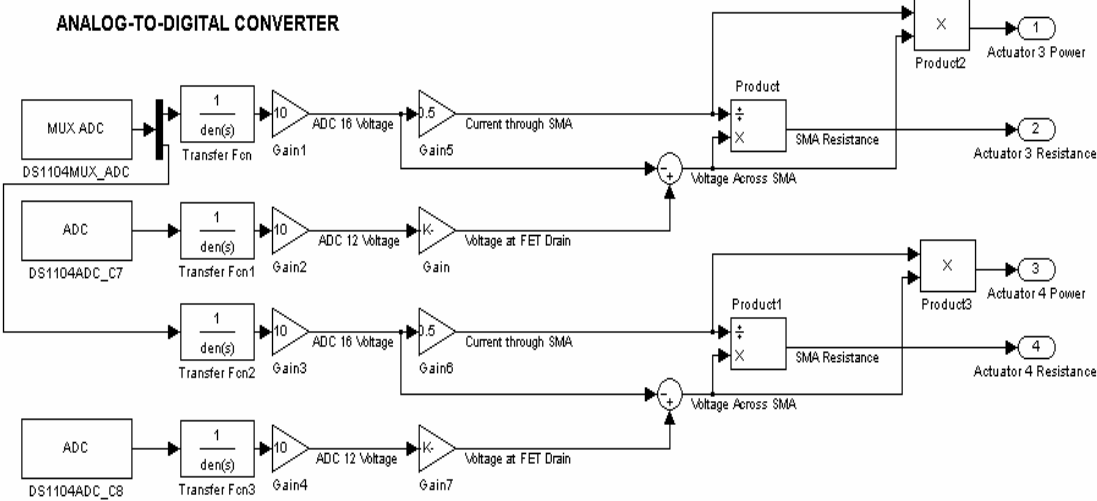 ANALOG-TO-DIGITAL CONVERTER
X
Product2
1
Actuator 3 Power
MUX ADC
DS1104MUX_ADC
1
den(s)
Transfer Fcn
10
Gain1
ADC 16 Voltage
0.5
Gain5
Current through SMA
Product
÷
X
SMA Resistance
2
Actuator 3 Resistance
-
+
Voltage Across SMA
ADC
DS1104ADC_C7
1
den(s)
Transfer Fcn1
10
Gain2
ADC 12 Voltage
K-
Gain
Voltage at FET Drain
X
Product3
3
Actuator 4 Power
1
den(s)
Transfer Fcn2
10
Gain3
ADC 16 Voltage
0.5
Gain6
Current through SMA
Product1
÷
X
SMA Resistance
4
Actuator 4 Resistance
-
+
Voltage Across SMA
ADC
DS1104ADC_C8
1
den(s)
Transfer Fcn3
10
Gain4
ADC 12 Voltage
K-
Gain7
Voltage at FET Drain